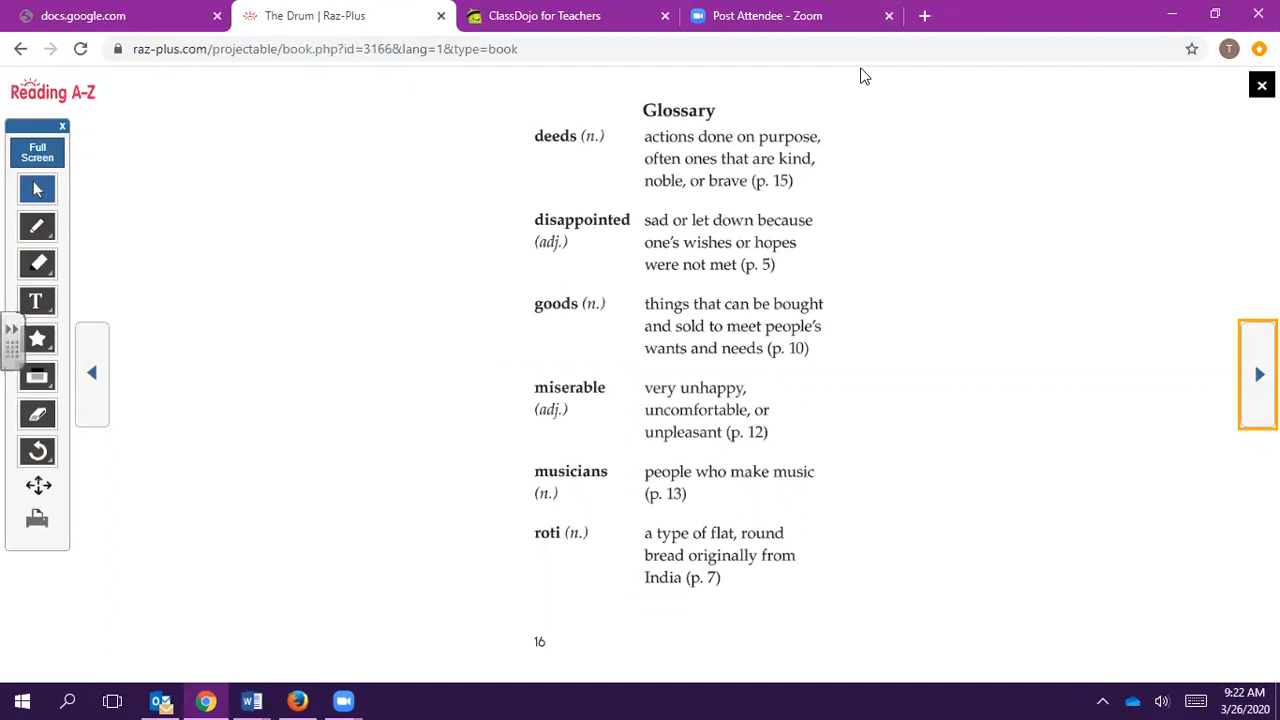 docs.google.com
The Drum | Raz-Plus
ClassDojo for Teachers
Post Attendee - Zoom
raz-plus.com/projectable/book.php?id=3166&lang=1&type=book
T
Reading A-Z
x
Full
Screen
T
Glossary
deeds (n.) actions done on purpose,
often ones that are kind,
noble, or brave (p. 15)
disappointed sad or let down because
(adj.) one's wishes or hopes
were not met (p. 5)
goods (n.) things that can be bought
and sold to meet people's
wants and needs (p. 10)
miserable very unhappy,
(adj.) uncomfortable, or
unpleasant (p. 12)
musicians people who make music
(n.) (p. 13)
roti (n.) a type of flat, round
bread originally from
India (p. 7)
16
9:22 AM
3/26/2020